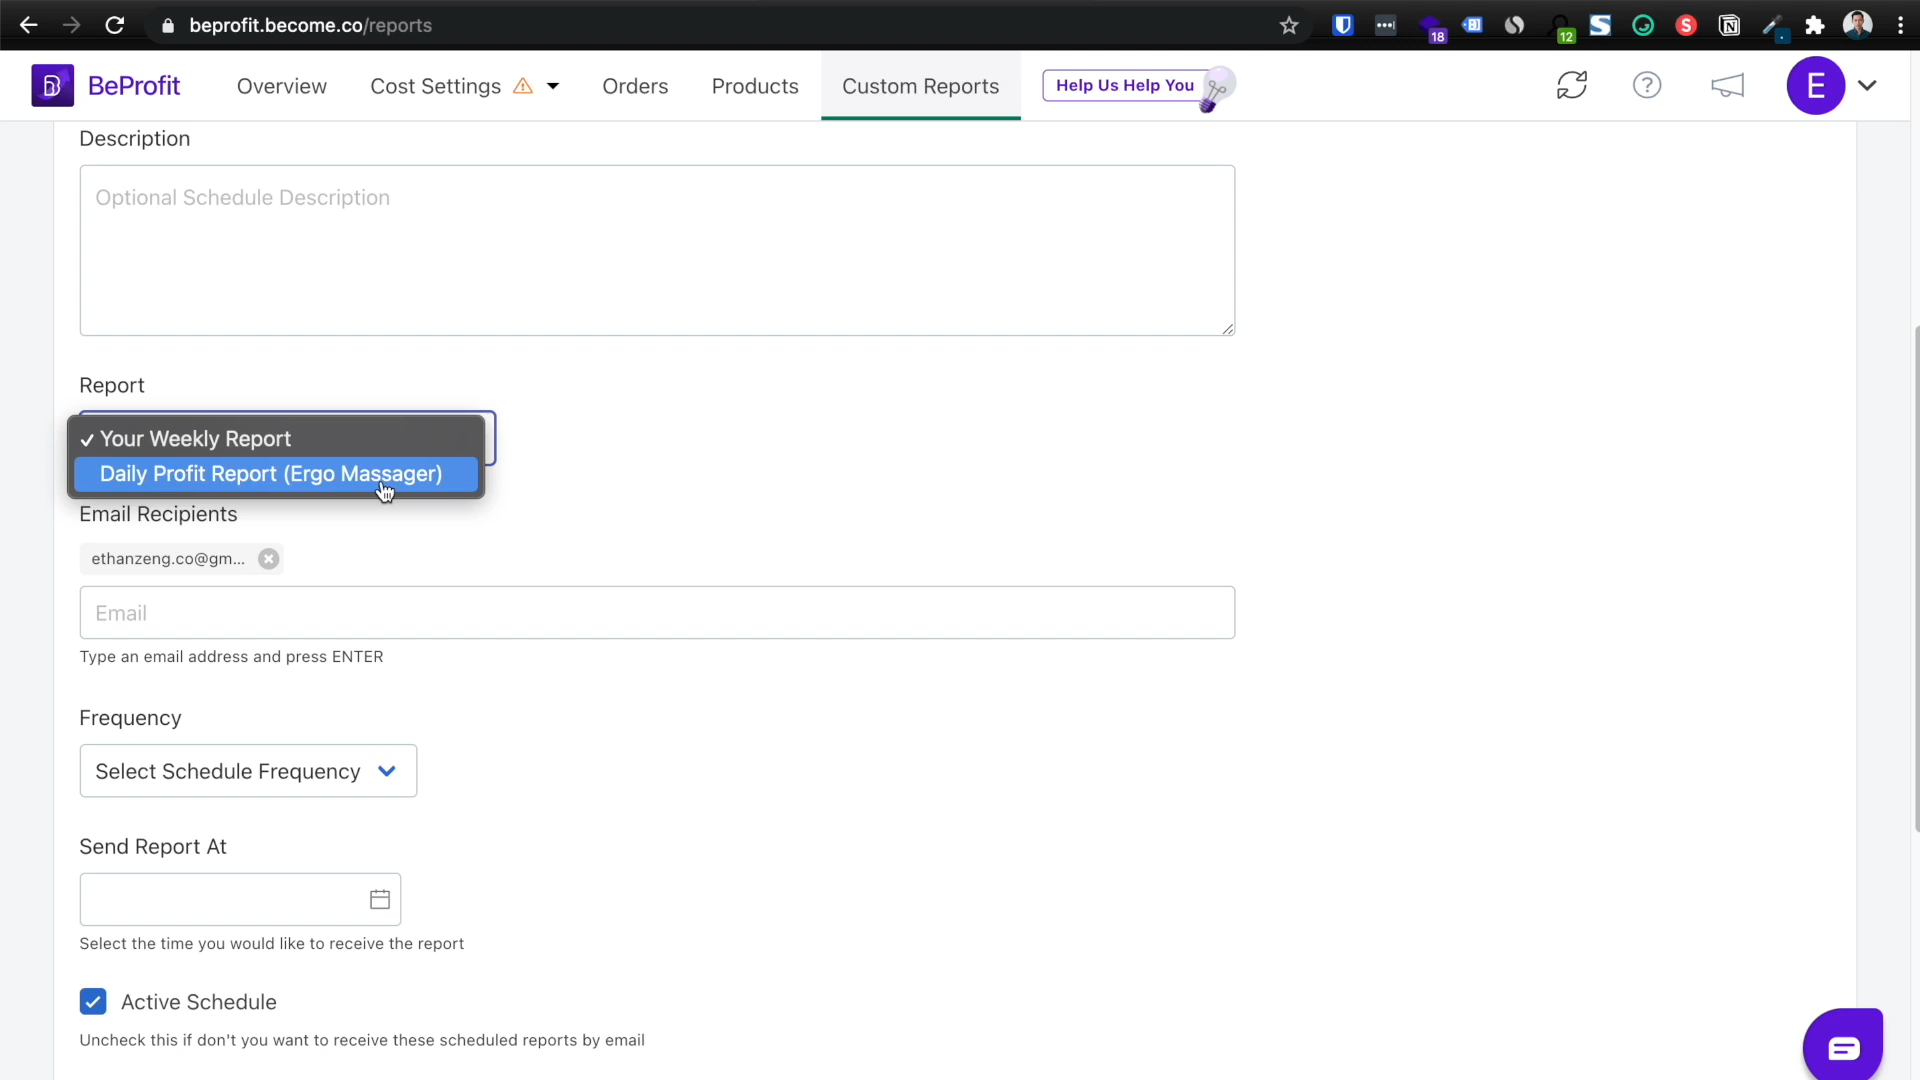 beprofit.become.co/reports
18
12
BeProfit
Overview
Cost Settings
Orders
Products
Custom Reports
Help Us Help You
E
Description
Optional Schedule Description
Report
✓ Your Weekly Report
Daily Profit Report (Ergo Massager)
Email Recipients
ethanzeng.co@gm...
Email
Type an email address and press ENTER
Frequency
Select Schedule Frequency
Send Report At
Select the time you would like to receive the report
Active Schedule
Uncheck this if don't you want to receive these scheduled reports by email